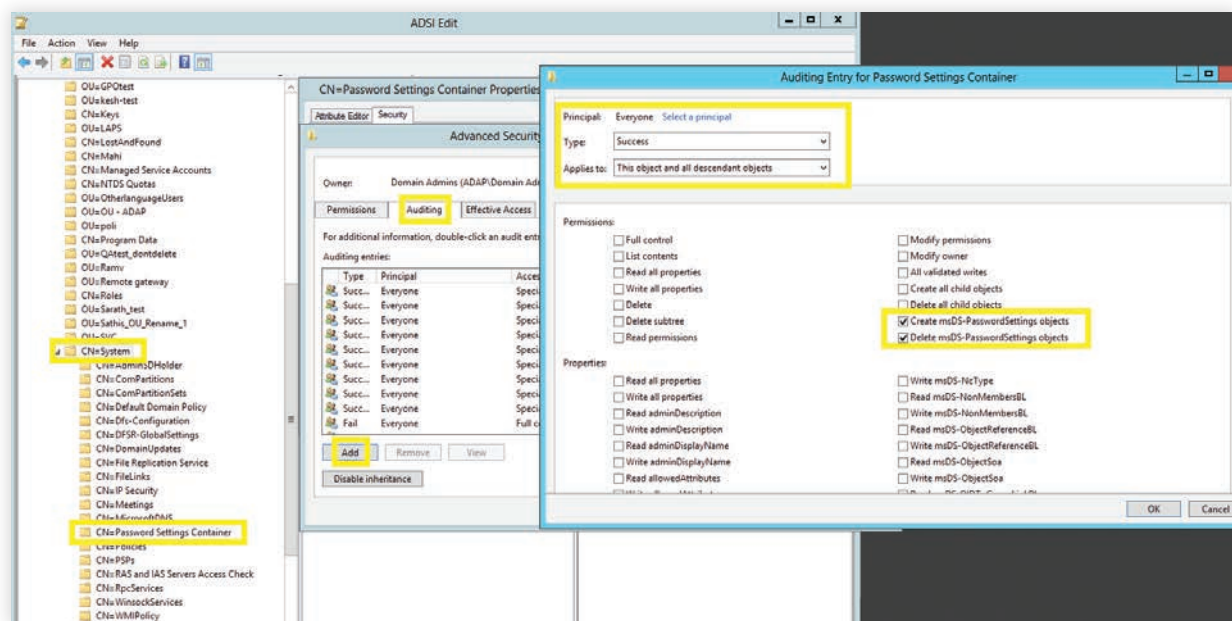 ADSI Edit
File Action View Help
OU=GPOtest
OU=kesh-test
CN=Keys
OU=LAPS
CN=LostAndFound
CN=Mahi
CN=Managed Service Accounts
CN=NTDS Quotas
OU=OtherlanguageUsers
OU=OU - ADAP
OU=poli
CN=Program Data
OU=QAtest_dontdelete
OU=Ramv
OU=Remote gateway
CN=Roles
OU=Sarath_test
OU=Sathis_OU_Rename_1
OU=SVC
CN=System
CN=AdminSDHolder
CN=ComPartitions
CN=ComPartitionSets
CN=Default Domain Policy
CN=Dfs-Configuration
CN=DFSR-GlobalSettings
CN=DomainUpdates
CN=File Replication Service
CN=FileLinks
CN=IP Security
CN=Meetings
CN=MicrosoftDNS
CN=Password Settings Container
CN=Policies
CN=PSPs
CN=RAS and IAS Servers Access Check
CN=RpcServices
CN=WinsockServices
CN=WMIPolicy
CN=Password Settings Container Properties
Attribute Editor Security
Advanced Security
Owner: Domain Admins (ADAP\Domain Adm
Permissions Auditing Effective Access
For additional information, double-click an audit entr
Auditing entries:
Type Principal Acces
Succ... Everyone Speci
Succ... Everyone Speci
Succ... Everyone Speci
Succ... Everyone Speci
Succ... Everyone Speci
Succ... Everyone Speci
Succ... Everyone Speci
Succ... Everyone Speci
Succ... Everyone Speci
Fail Everyone Full c
Add Remove View
Disable inheritance
Auditing Entry for Password Settings Container
Principal: Everyone Select a principal
Type: Success
Applies to: This object and all descendant objects
Permissions:
Full control Modify permissions
List contents Modify owner
Read all properties All validated writes
Write all properties Create all child objects
Delete Delete all child objects
Delete subtree Create msDS-PasswordSettings objects
Read permissions Delete msDS-PasswordSettings objects
Properties:
Read all properties Write msDS-NcType
Write all properties Read msDS-NonMembersBL
Read adminDescription Write msDS-NonMembersBL
Write adminDescription Read msDS-ObjectReferenceBL
Read adminDisplayName Write msDS-ObjectReferenceBL
Write adminDisplayName Read msDS-ObjectSoa
Read allowedAttributes Write msDS-ObjectSoa
OK Cancel